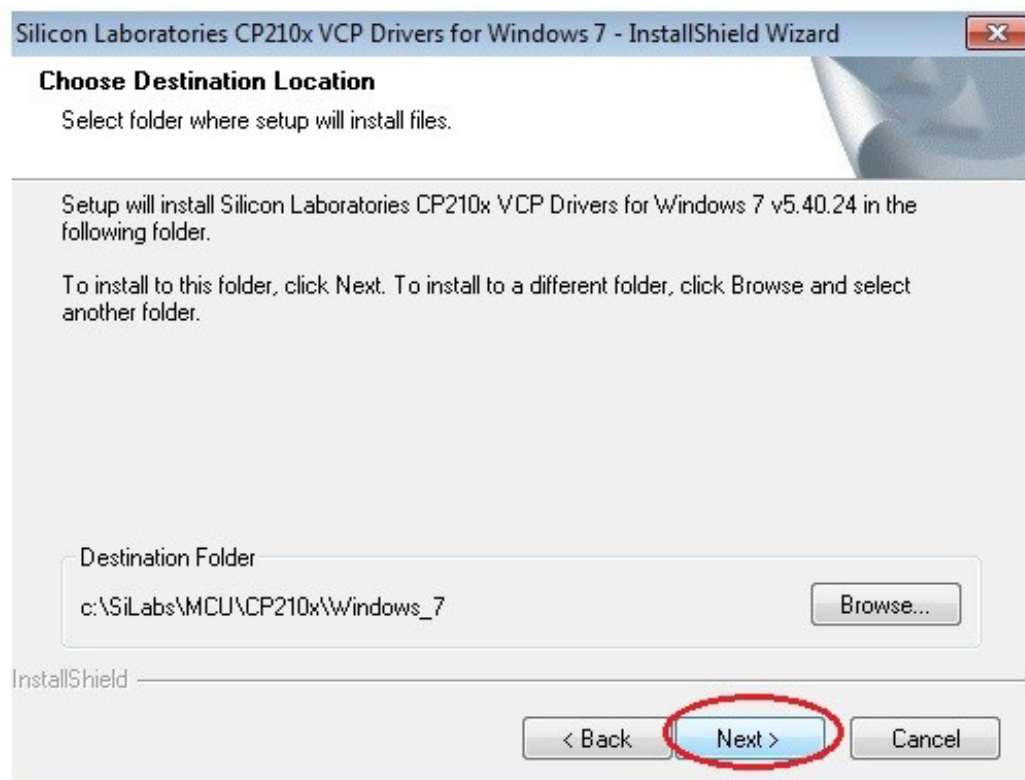 Silicon Laboratories CP210x VCP Drivers for Windows 7 - InstallShield Wizard
Choose Destination Location
Select folder where setup will install files.
Setup will install Silicon Laboratories CP210x VCP Drivers for Windows 7 v5.40.24 in the
following folder.
To install to this folder, click Next. To install to a different folder, click Browse and select
another folder.
Destination Folder
c:\SiLabs\MCU\CP210x\Windows_7
Browse...
InstallShield
< Back
Next >
Cancel